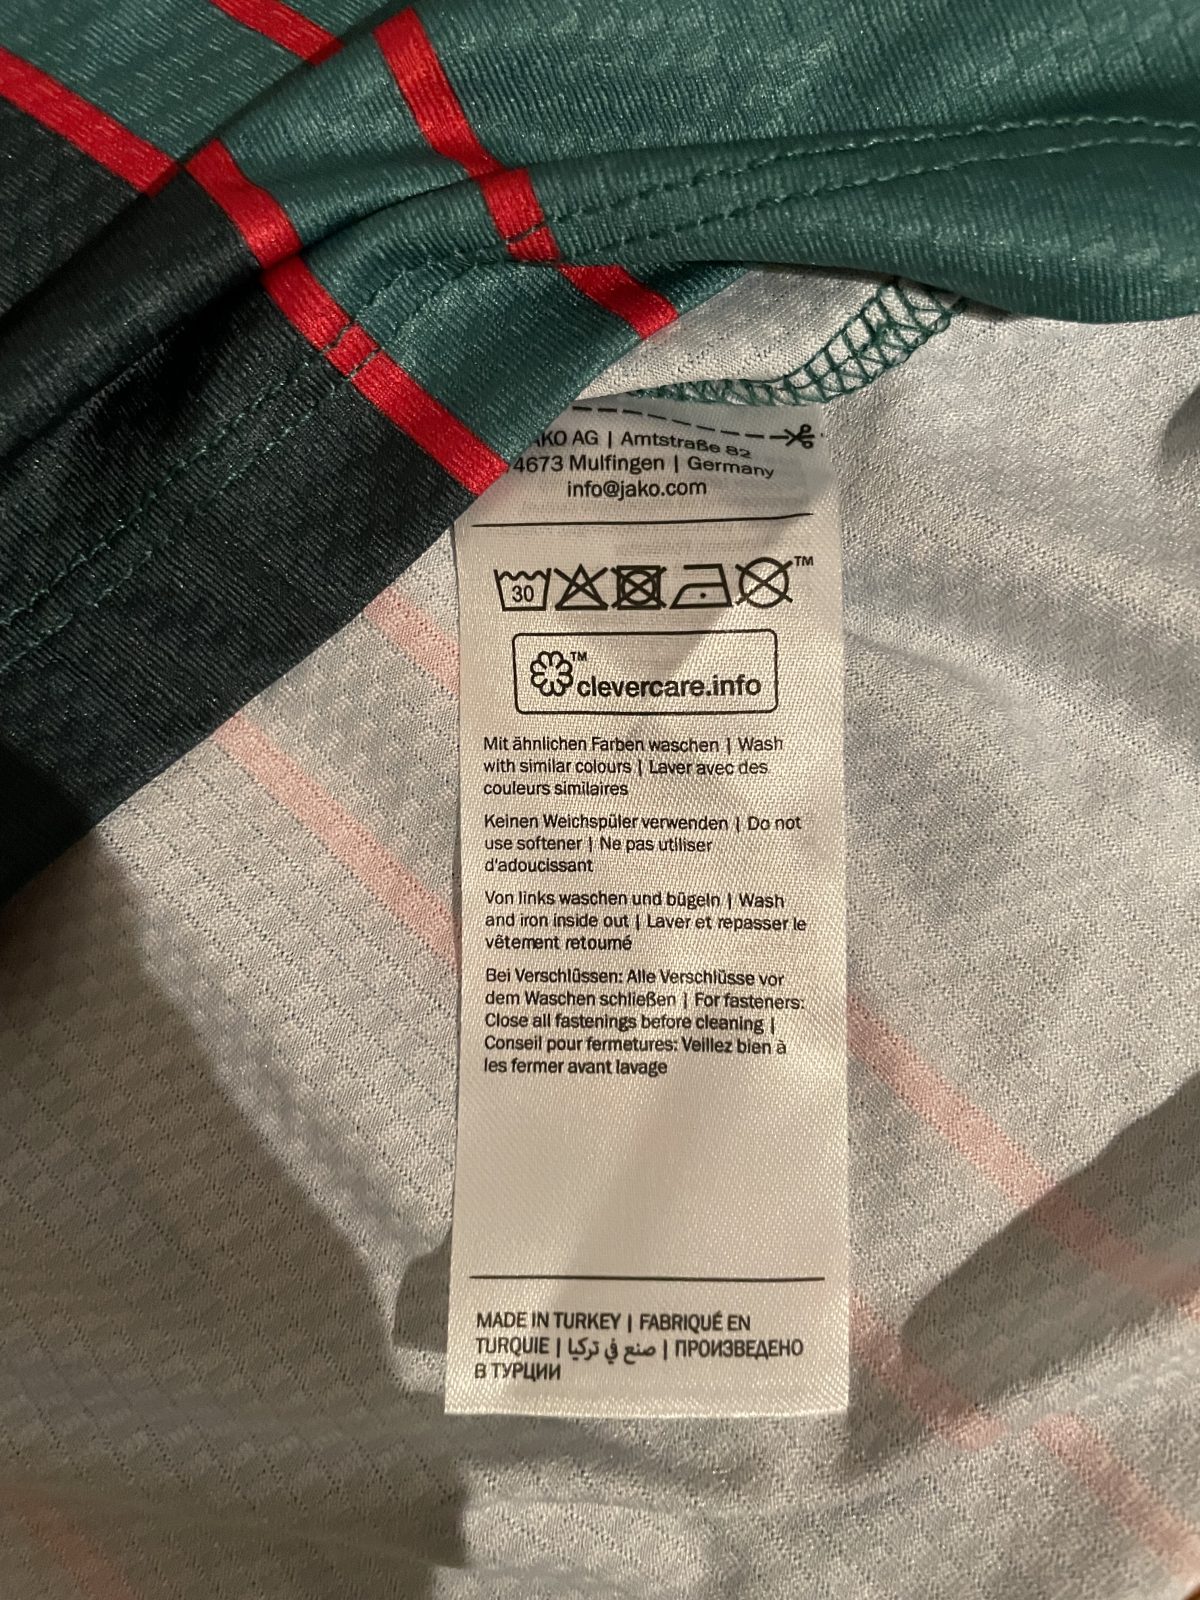 AKO AG | Amtstraße 82
4673 Mulfingen | Germany
info@jako.com
30
TM
TM
clevercare.info
Mit ähnlichen Farben waschen | Wash
with similar colours | Laver avec des
couleurs similaires
Keinen Weichspüler verwenden | Do not
use softener | Ne pas utiliser
d'adoucissant
Von links waschen und bügeln | Wash
and iron inside out | Laver et repasser le
vêtement retourné
Bei Verschlüssen: Alle Verschlüsse vor
dem Waschen schließen | For fasteners:
Close all fastenings before cleaning |
Conseil pour fermetures: Veillez bien à
les fermer avant lavage
MADE IN TURKEY | FABRIQUÉ EN
TURQUIE | صنع في تركيا | ПРОИЗВЕДЕНО
В ТУРЦИИ